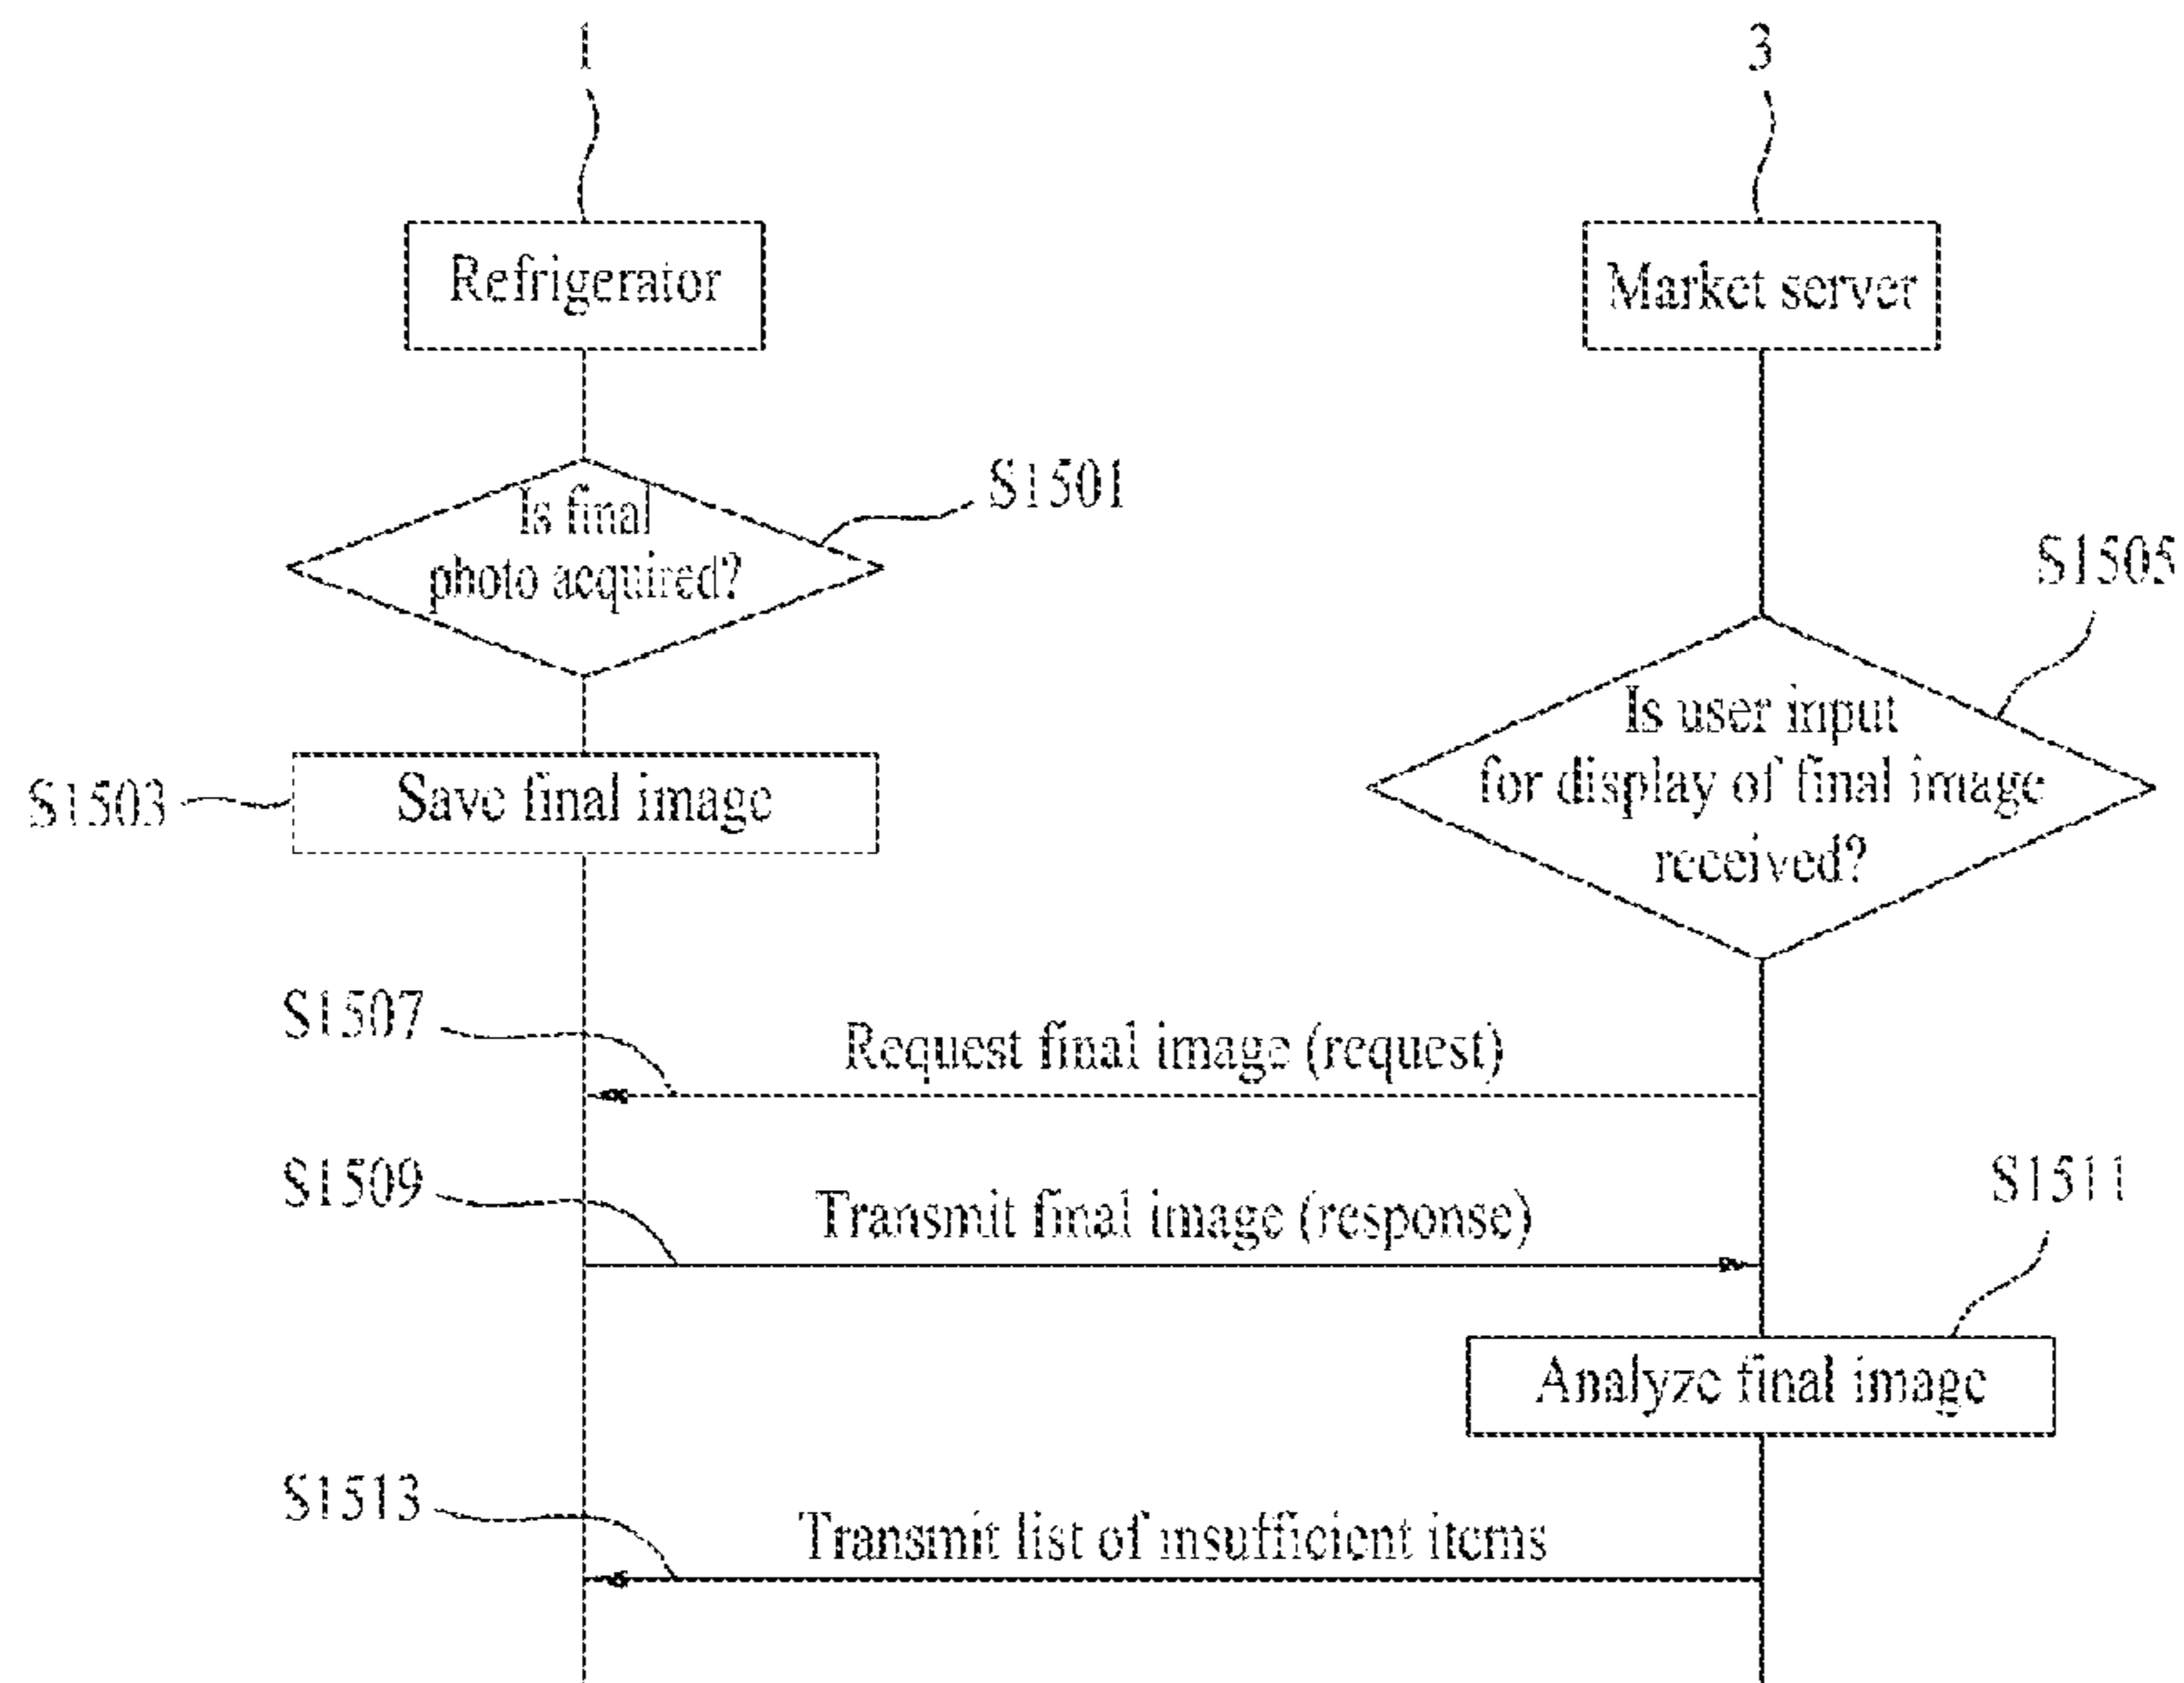 1
3
Refrigerator
Market server
Is final
photo acquired?
S1501
S1505
Is user input
for display of final image
received?
S1503
Save final image
S1507
Request final image (request)
S1509
Transmit final image (response)
S1511
Analyze final image
S1513
Transmit list of insufficient items